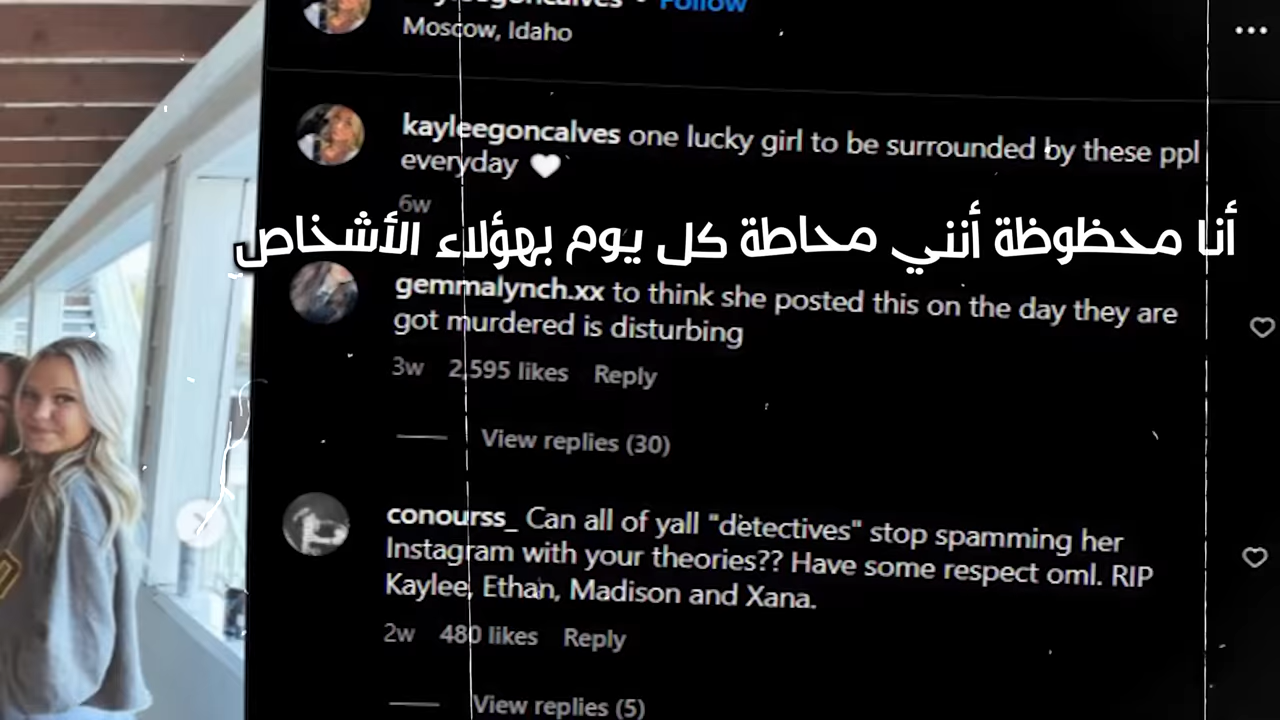 Follow
Moscow, Idaho
kayleegoncalves one lucky girl to be surrounded by these ppl
everyday 🤍
6w
أنا محظوظة أنني محاطة كل يوم بهؤلاء الأشخاص
gemmalynch.xx to think she posted this on the day they are
got murdered is disturbing
3w 2,595 likes Reply
View replies (30)
conourss_ Can all of yall "detectives" stop spamming her
Instagram with your theories?? Have some respect oml. RIP
Kaylee, Ethan, Madison and Xana.
2w 480 likes Reply
View replies (5)